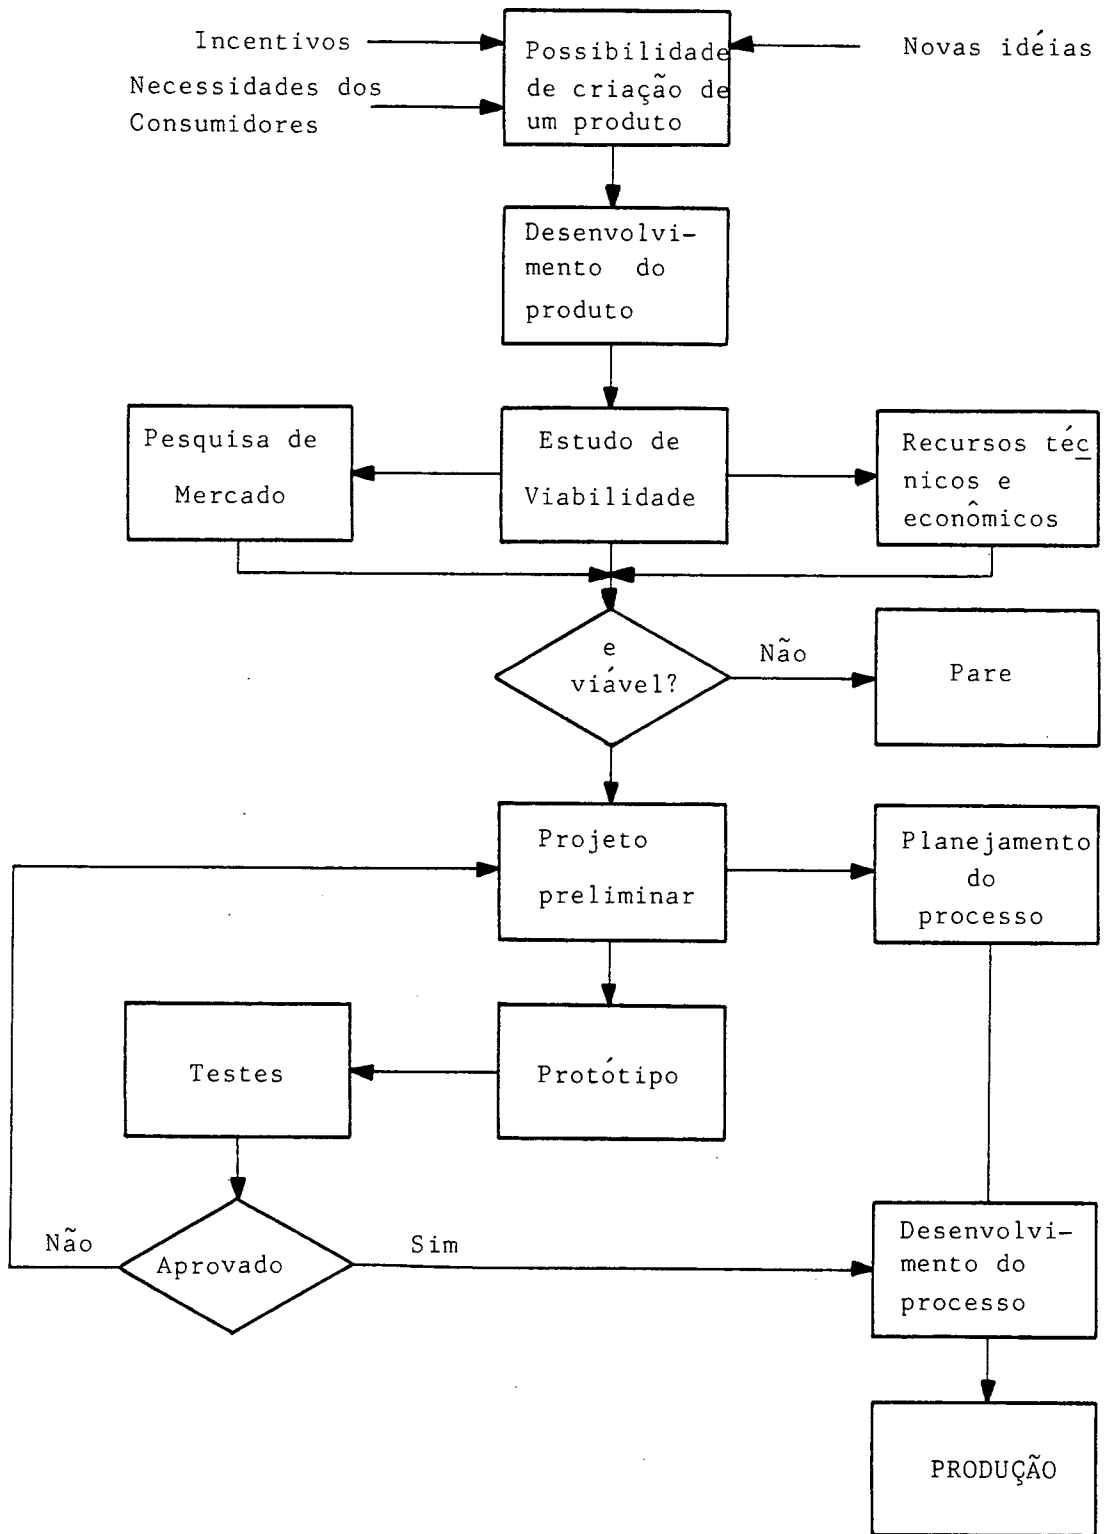 Incentivos
Necessidades dos
Consumidores
Possibilidade
de criação de
um produto
Novas idéias
Desenvolvi-
mento do
produto
Pesquisa de
Mercado
Estudo de
Viabilidade
Recursos téc
nicos e
econômicos
e
viável?
Não
Pare
Projeto
preliminar
Planejamento
do
processo
Testes
Protótipo
Não
Aprovado
Sim
Desenvolvi-
mento do
processo
PRODUÇÃO